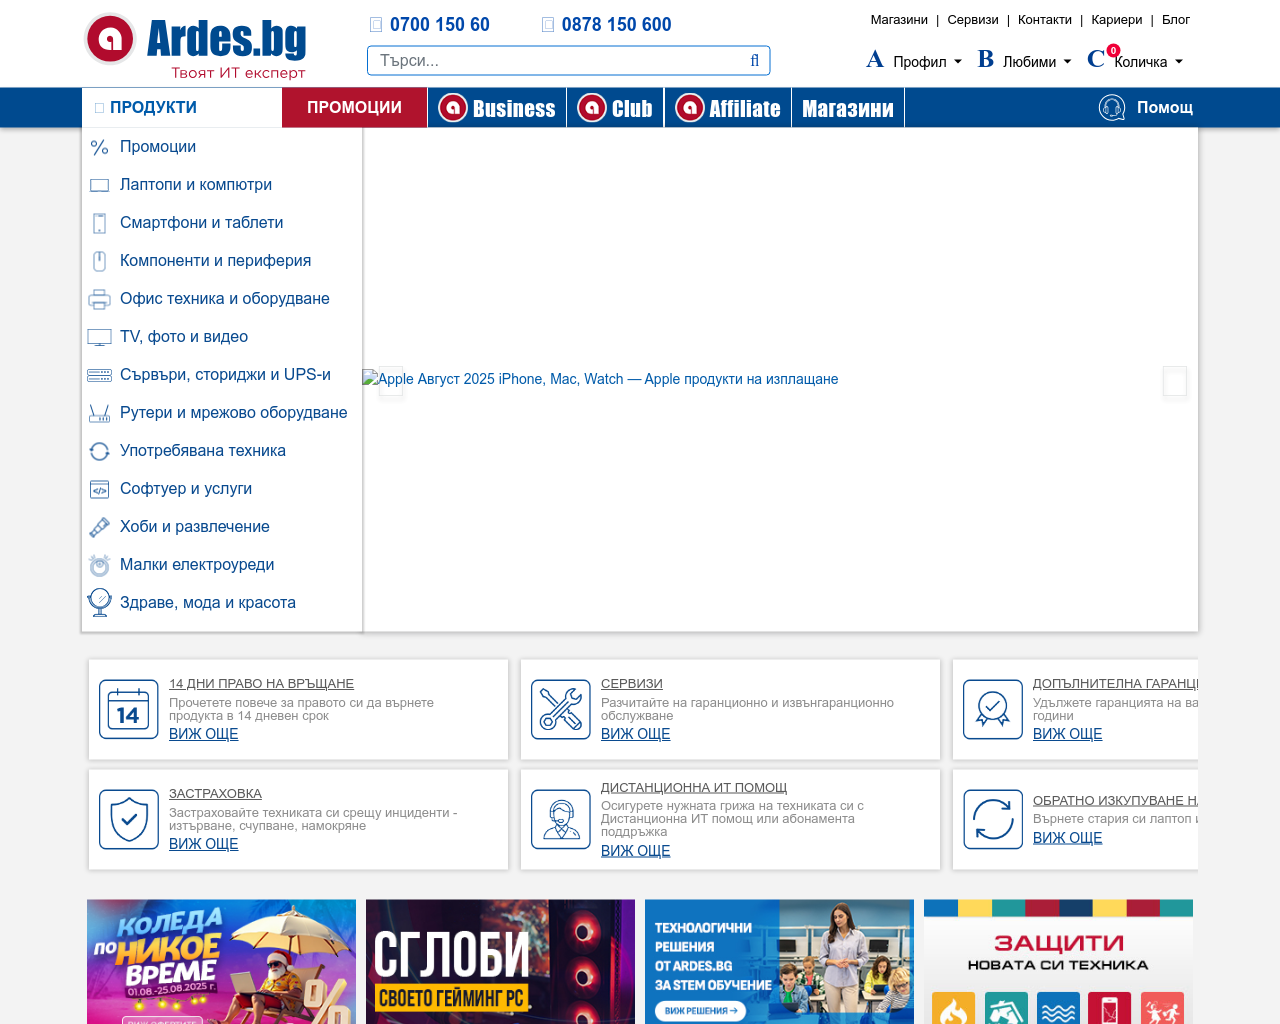 Ardes.bg
Твоят ИТ експерт
0700 150 60
0878 150 600
Търси...
Магазини | Сервизи | Контакти | Кариери | Блог
A Профил
B Любими
C 0 Количка
ПРОДУКТИ
ПРОМОЦИИ
a Business
a Club
a Affiliate
Магазини
Помощ
Промоции
Лаптопи и компютри
Смартфони и таблети
Компоненти и периферия
Офис техника и оборудване
TV, фото и видео
Сървъри, сториджи и UPS-и
Рутери и мрежово оборудване
Употребявана техника
Софтуер и услуги
Хоби и развлечение
Малки електроуреди
Здраве, мода и красота
Apple Август 2025 iPhone, Mac, Watch — Apple продукти на изплащане
14
14 ДНИ ПРАВО НА ВРЪЩАНЕ
Прочетете повече за правото си да върнете
продукта в 14 дневен срок
ВИЖ ОЩЕ
СЕРВИЗИ
Разчитайте на гаранционно и извънгаранционно
обслужване
ВИЖ ОЩЕ
ДОПЪЛНИТЕЛНА ГАРАНЦ
Удължете гаранцията на ва
години
ВИЖ ОЩЕ
ЗАСТРАХОВКА
Застраховайте техниката си срещу инциденти -
изтърване, счупване, намокряне
ВИЖ ОЩЕ
ДИСТАНЦИОННА ИТ ПОМОЩ
Осигурете нужната грижа на техниката си с
Дистанционна ИТ помощ или абонамента
поддръжка
ВИЖ ОЩЕ
ОБРАТНО ИЗКУПУВАНЕ Н
Върнете стария си лаптоп
ВИЖ ОЩЕ
КОЛЕДА
ПО НИКОЕ
ВРЕМЕ
01.08.-25.08.2025 г.
ВИЖ ОФЕРТИТЕ
%
СГЛОБИ
СВОЕТО ГЕЙМИНГ PC
ТЕХНОЛОГИЧНИ
РЕШЕНИЯ
ОТ ARDES.BG
ЗА STEM ОБУЧЕНИЕ
ВИЖ РЕШЕНИЯ →
ЗАЩИТИ
НОВАТА СИ ТЕХНИКА